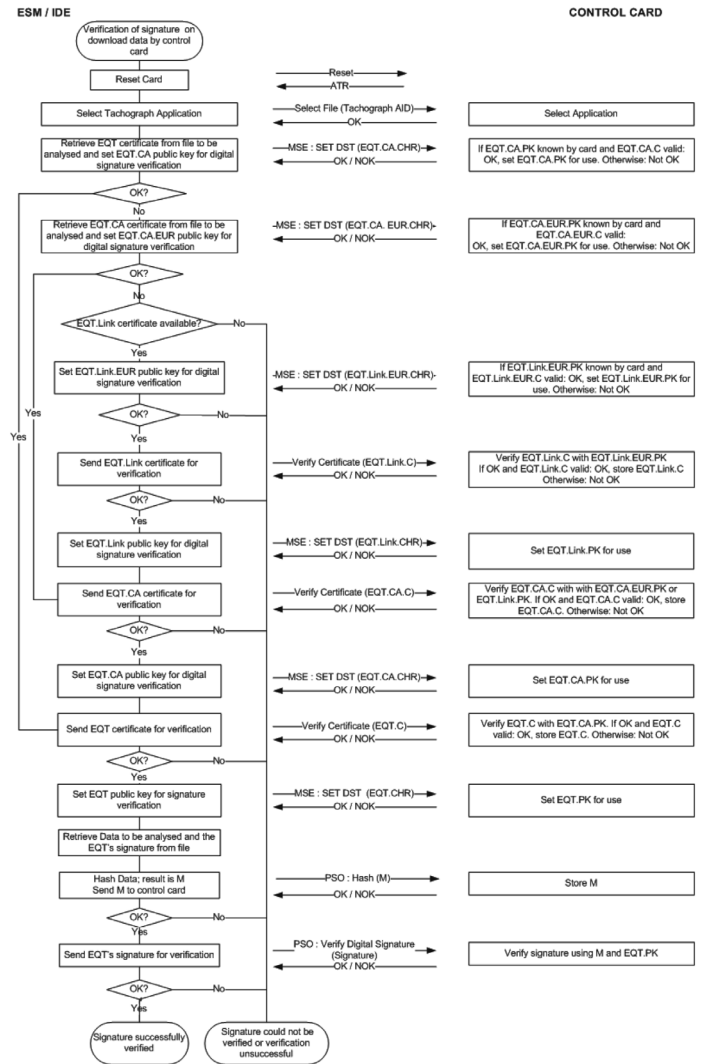 ESM / IDE
CONTROL CARD
Verification of signature on
download data by control
card
Reset Card
Reset
ATR
Select Tachograph Application
Select File (Tachograph AID)
OK
Select Application
Retrieve EQT certificate from file to be
analysed and set EQT.CA public key for digital
signature verification
MSE : SET DST (EQT.CA.CHR)
OK / NOK
If EQT.CA.PK known by card and EQT.CA.C valid:
OK, set EQT.CA.PK for use. Otherwise: Not OK
OK?
No
Retrieve EQT.CA certificate from file to be
analysed and set EQT.CA.EUR public key for
digital signature verification
MSE : SET DST (EQT.CA. EUR.CHR)
OK / NOK
If EQT.CA.EUR.PK known by card and
EQT.CA.EUR.C valid:
OK, set EQT.CA.EUR.PK for use. Otherwise: Not OK
OK?
No
EQT.Link certificate available?
No
Yes
Set EQT.Link.EUR public key for digital
signature verification
MSE : SET DST (EQT.Link.EUR.CHR)
OK / NOK
If EQT.Link.EUR.PK known by card and
EQT.Link.EUR.C valid: OK, set EQT.Link.EUR.PK for
use. Otherwise: Not OK
OK?
No
Yes
Yes
Yes
Send EQT.Link certificate for
verification
Verify Certificate (EQT.Link.C)
OK / NOK
Verify EQT.Link.C with EQT.Link.EUR.PK
If OK and EQT.Link.C valid: OK, store EQT.Link.C
Otherwise: Not OK
OK?
No
Yes
Set EQT.Link public key for digital
signature verification
MSE : SET DST (EQT.Link.CHR)
OK / NOK
Set EQT.Link.PK for use
Send EQT.CA certificate for
verification
Verify Certificate (EQT.CA.C)
OK / NOK
Verify EQT.CA.C with with EQT.CA.EUR.PK or
EQT.Link.PK. If OK and EQT.CA.C valid: OK, store
EQT.CA.C. Otherwise: Not OK
OK?
No
Yes
Set EQT.CA public key for digital
signature verification
MSE : SET DST (EQT.CA.CHR)
OK / NOK
Set EQT.CA.PK for use
Send EQT certificate for verification
Verify Certificate (EQT.C)
OK / NOK
Verify EQT.C with EQT.CA.PK. If OK and EQT.C
valid: OK, store EQT.C. Otherwise: Not OK
OK?
No
Yes
Set EQT public key for signature
verification
MSE : SET DST (EQT.CHR)
OK / NOK
Set EQT.PK for use
Retrieve Data to be analysed and the
EQT's signature from file
Hash Data; result is M
Send M to control card
PSO : Hash (M)
OK / NOK
Store M
OK?
No
Yes
Send EQT's signature for verification
PSO : Verify Digital Signature
(Signature)
OK / NOK
Verify signature using M and EQT.PK
OK?
No
Yes
Signature successfully
verified
Signature could not be
verified or verification
unsuccessful